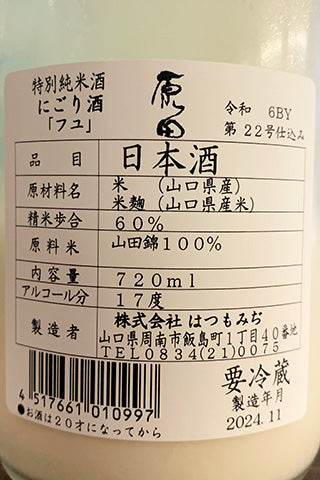 特別純米酒
にごり酒
「フユ」
原田
令和 6BY
第 22号仕込み
品目 日本酒
原材料名 米 （山口県産）
米麹（山口県産米）
精米歩合 60％
原料米 山田錦100％
内容量 720ml
アルコール分 17度
製造者 株式会社 はつもみぢ
山口県周南市飯島町1丁目40番地
TEL0834(21)0075
要冷蔵
製造年月
2024.11
4 517661 010997
●お酒は20才になってから